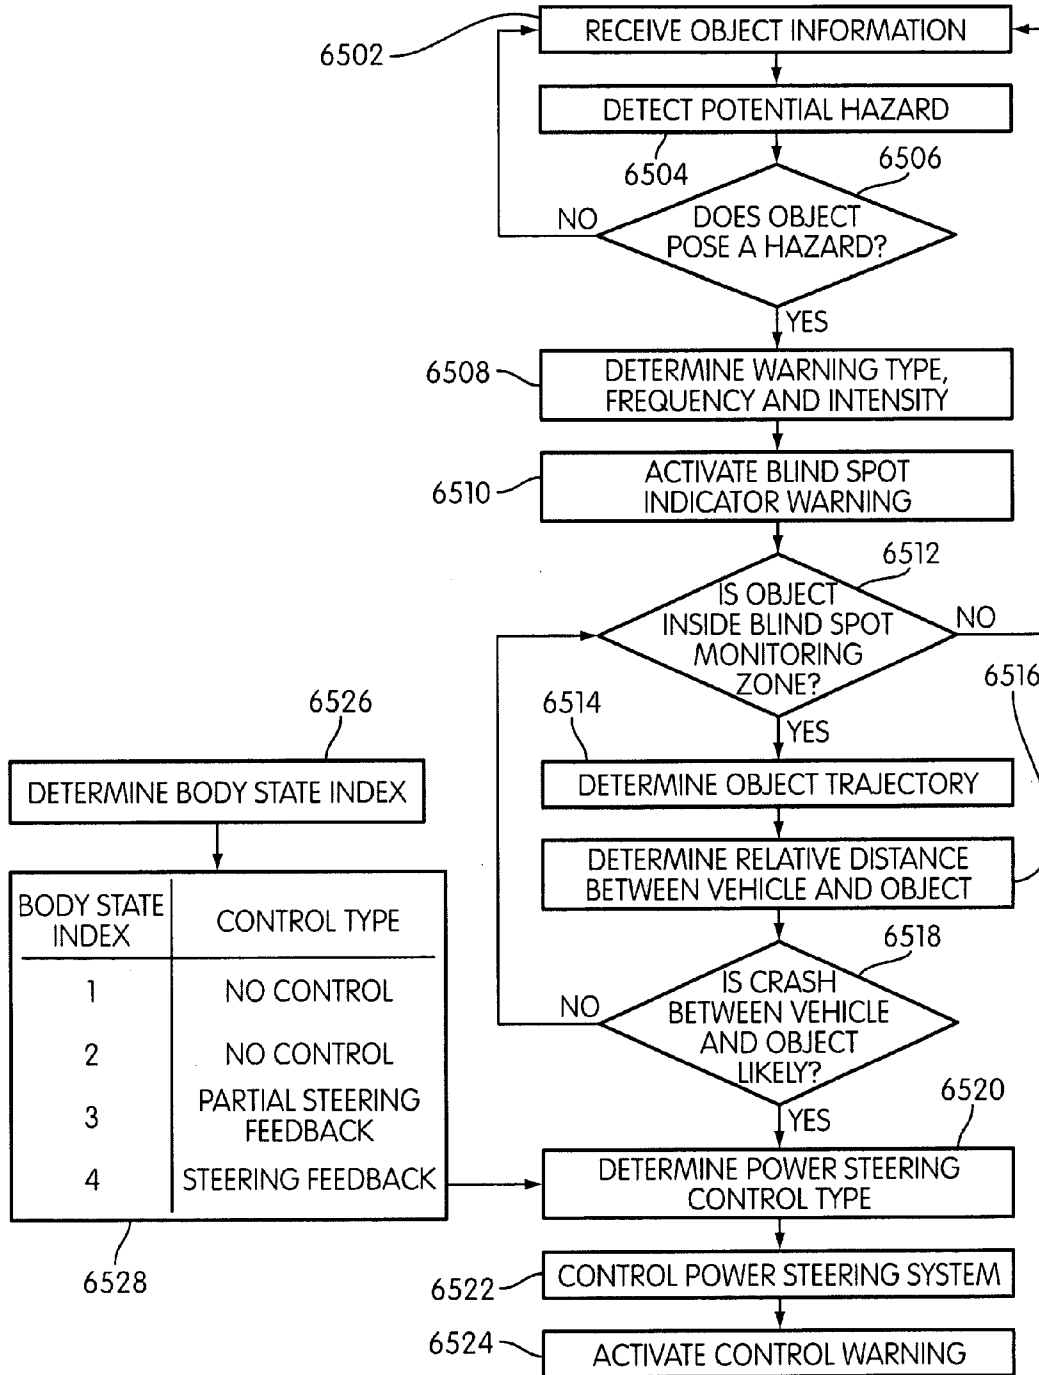 6502
RECEIVE OBJECT INFORMATION
DETECT POTENTIAL HAZARD
6504
6506
DOES OBJECT
POSE A HAZARD?
NO
YES
6508
DETERMINE WARNING TYPE,
FREQUENCY AND INTENSITY
6510
ACTIVATE BLIND SPOT
INDICATOR WARNING
6512
IS OBJECT
INSIDE BLIND SPOT
MONITORING
ZONE?
NO
YES
6516
6514
DETERMINE OBJECT TRAJECTORY
DETERMINE RELATIVE DISTANCE
BETWEEN VEHICLE AND OBJECT
6518
IS CRASH
BETWEEN VEHICLE
AND OBJECT
LIKELY?
NO
YES
6526
DETERMINE BODY STATE INDEX
BODY STATE
INDEX
CONTROL TYPE
1 NO CONTROL
2 NO CONTROL
3 PARTIAL STEERING
FEEDBACK
4 STEERING FEEDBACK
6528
6520
DETERMINE POWER STEERING
CONTROL TYPE
6522
CONTROL POWER STEERING SYSTEM
6524
ACTIVATE CONTROL WARNING